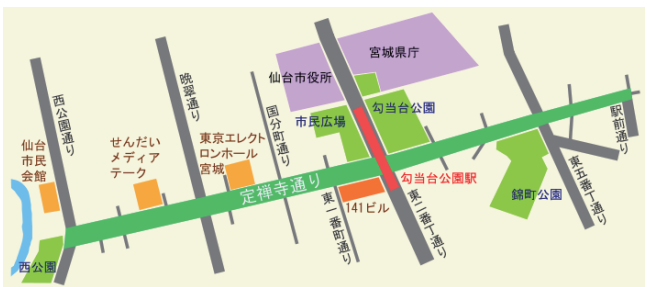 西公園通り
仙台
市民
会館
西公園
せんだい
メディア
テーク
晩翠通り
東京エレクト
ロンホール
宮城
国分町通り
定禅寺通り
仙台市役所
宮城県庁
市民広場
勾当台公園
勾当台公園駅
141ビル
東一番町通り
東二番丁通り
錦町公園
東五番丁通り
駅前通り